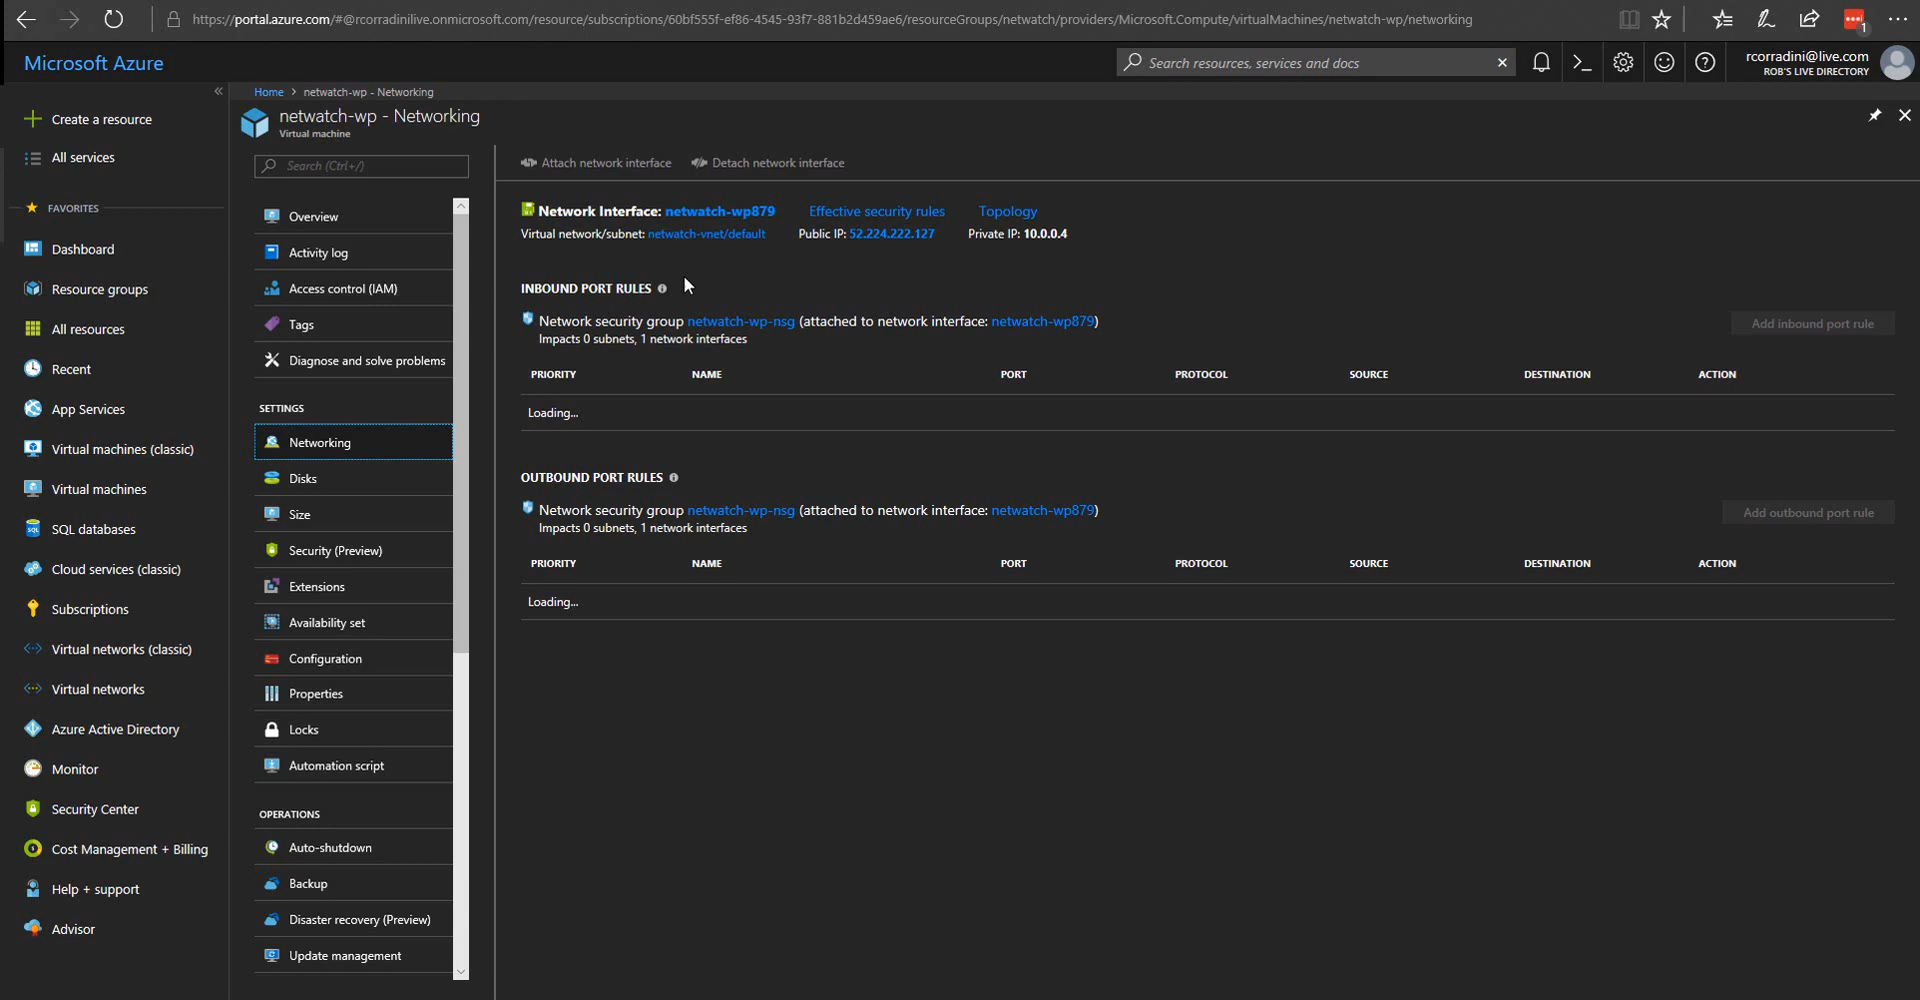 https://portal.azure.com/#@rcorradinilive.onmicrosoft.com/resource/subscriptions/60bf555f-ef86-4545-93f7-881b2d459ae6/resourceGroups/netwatch/providers/Microsoft.Compute/virtualMachines/netwatch-wp/networking
1
Microsoft Azure
Search resources, services and docs
rcorradini@live.com
ROB'S LIVE DIRECTORY
Create a resource
All services
FAVORITES
Dashboard
Resource groups
All resources
Recent
App Services
Virtual machines (classic)
Virtual machines
SQL databases
Cloud services (classic)
Subscriptions
Virtual networks (classic)
Virtual networks
Azure Active Directory
Monitor
Security Center
Cost Management + Billing
Help + support
Advisor
Home > netwatch-wp - Networking
netwatch-wp - Networking
Virtual machine
Search (Ctrl+/)
Overview
Activity log
Access control (IAM)
Tags
Diagnose and solve problems
SETTINGS
Networking
Disks
Size
Security (Preview)
Extensions
Availability set
Configuration
Properties
Locks
Automation script
OPERATIONS
Auto-shutdown
Backup
Disaster recovery (Preview)
Update management
Attach network interface Detach network interface
Network Interface: netwatch-wp879 Effective security rules Topology
Virtual network/subnet: netwatch-vnet/default Public IP: 52.224.222.127 Private IP: 10.0.0.4
INBOUND PORT RULES
Network security group netwatch-wp-nsg (attached to network interface: netwatch-wp879)
Impacts 0 subnets, 1 network interfaces
Add inbound port rule
PRIORITY NAME PORT PROTOCOL SOURCE DESTINATION ACTION
Loading...
OUTBOUND PORT RULES
Network security group netwatch-wp-nsg (attached to network interface: netwatch-wp879)
Impacts 0 subnets, 1 network interfaces
Add outbound port rule
PRIORITY NAME PORT PROTOCOL SOURCE DESTINATION ACTION
Loading...